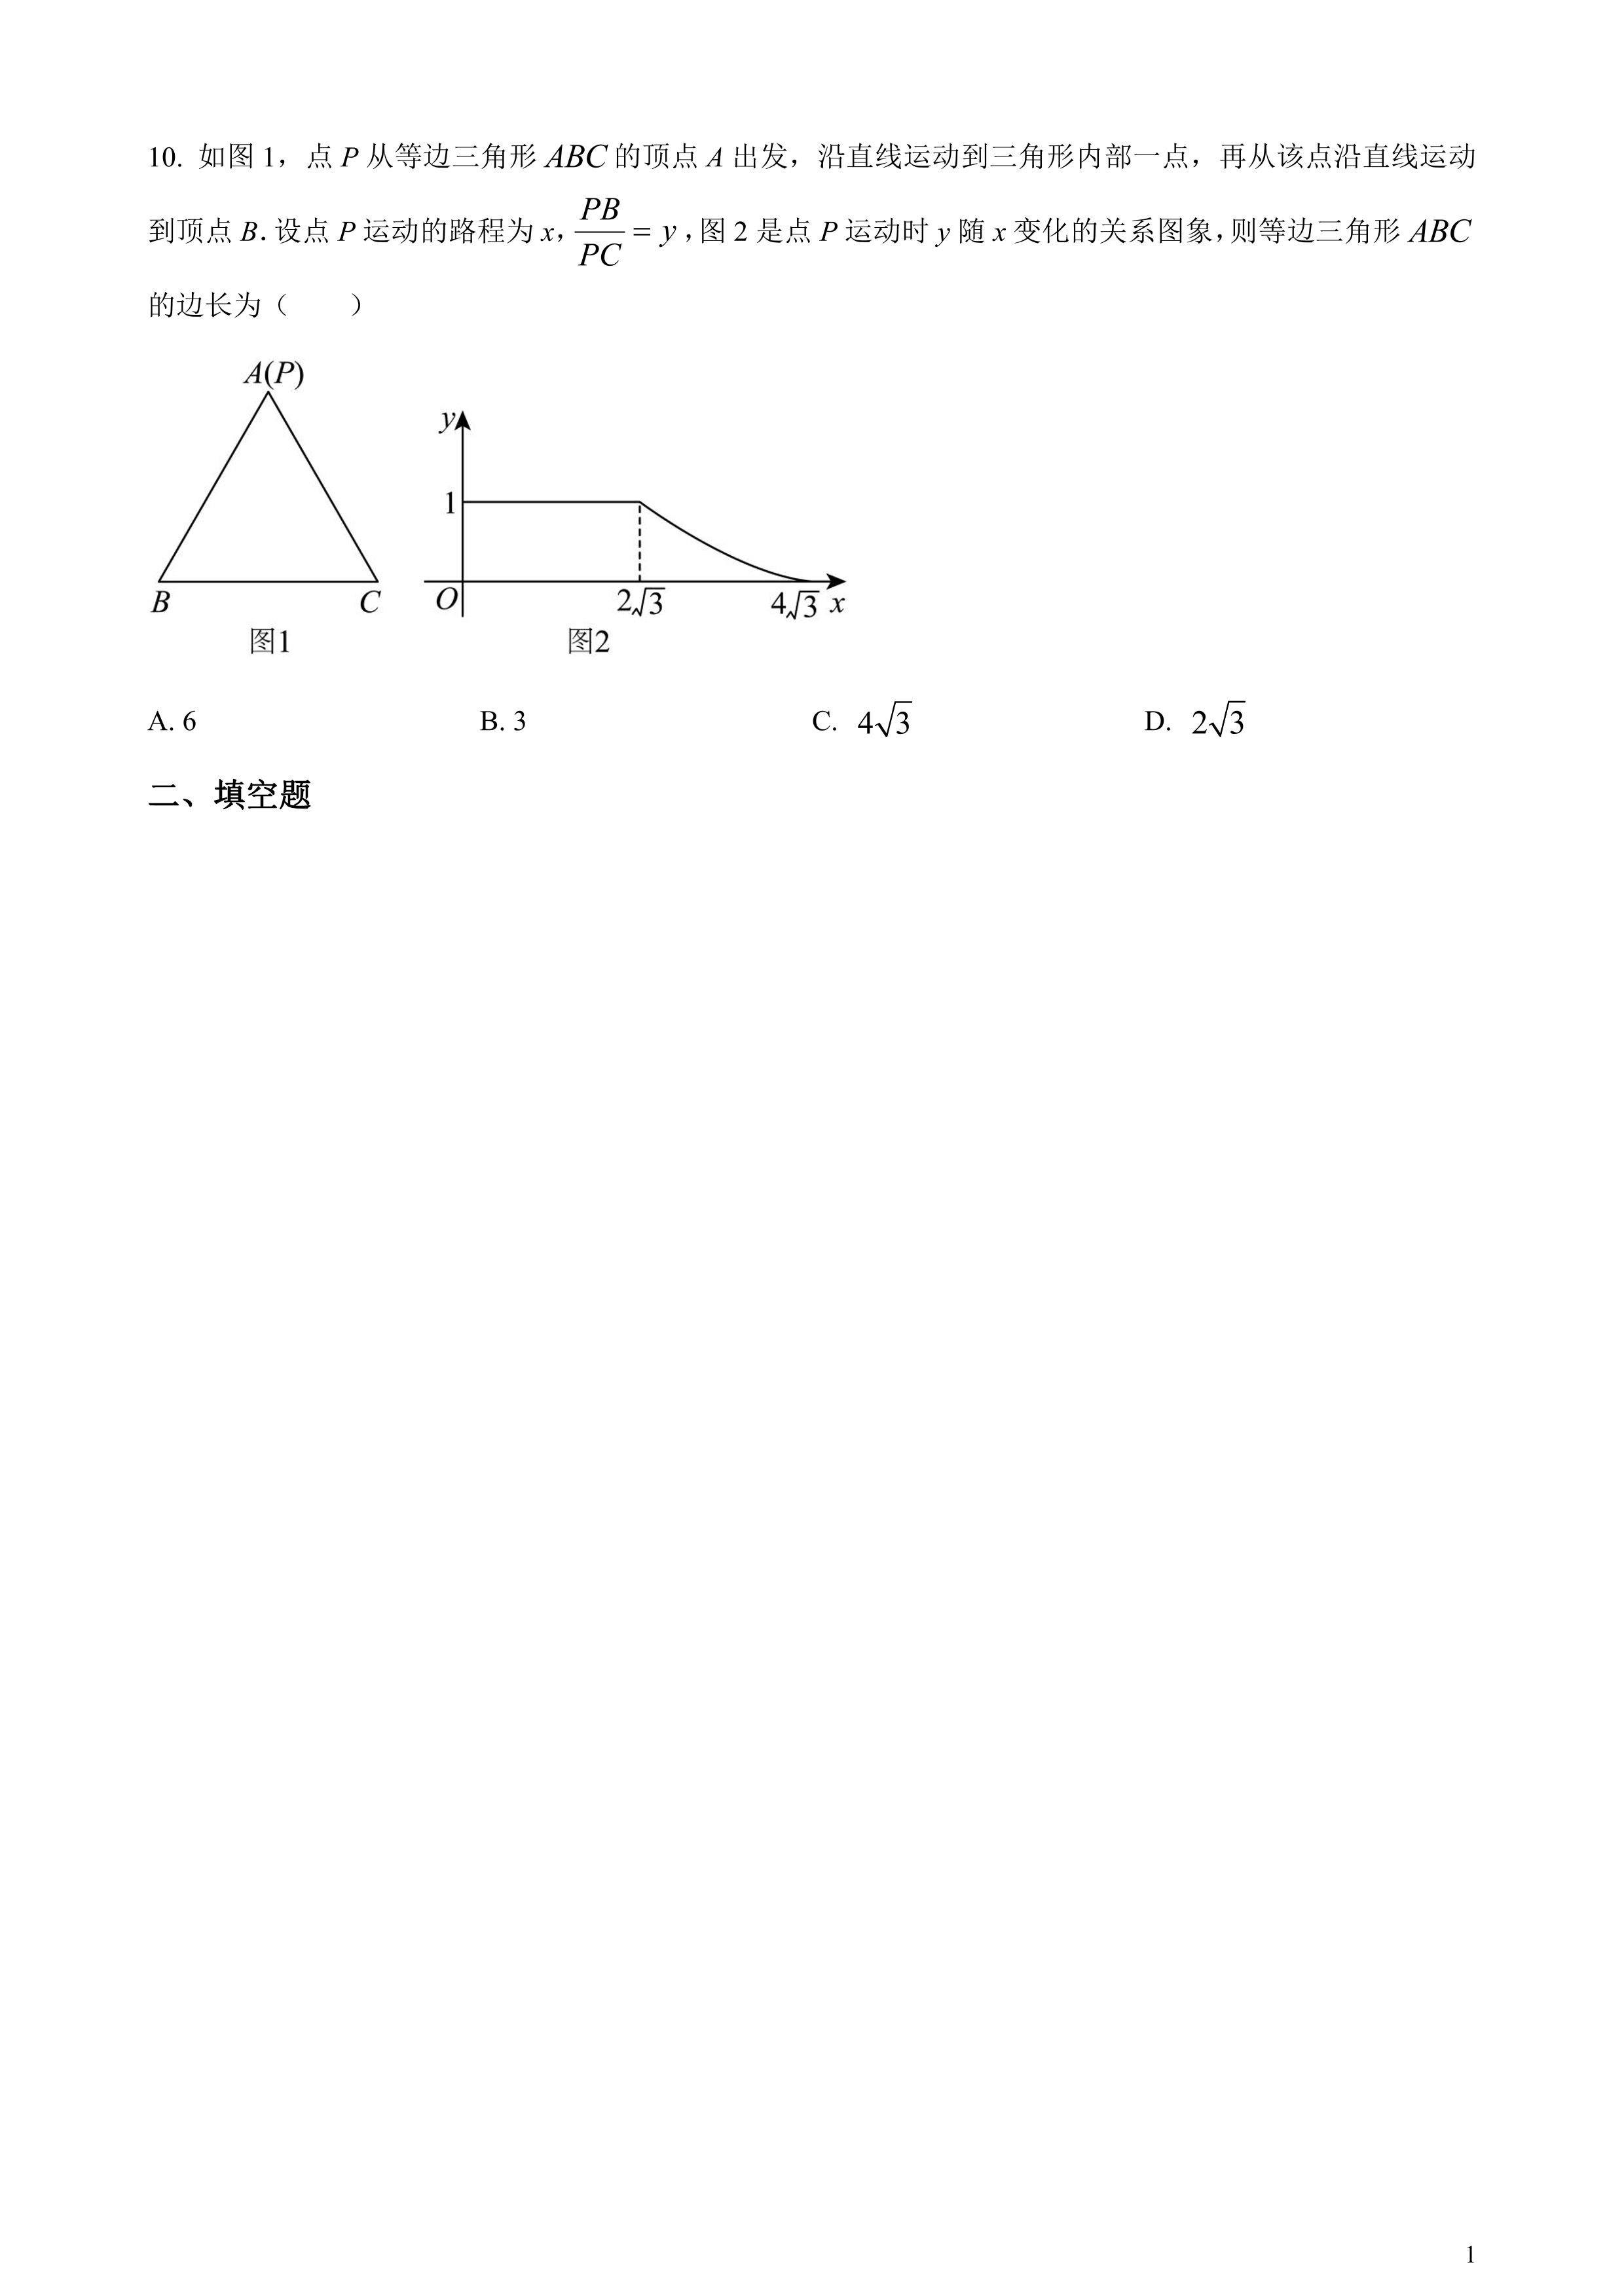 10. 如图 1，点 P 从等边三角形 ABC 的顶点 A 出发，沿直线运动到三角形内部一点，再从该点沿直线运动
到顶点 B．设点 P 运动的路程为 x，PB/PC = y，图 2 是点 P 运动时 y 随 x 变化的关系图象，则等边三角形 ABC
的边长为（　　）
A(P)
B
C
图1
y
1
O
2√3
4√3
x
图2
A. 6 B. 3 C. 4√3 D. 2√3
二、填空题
1